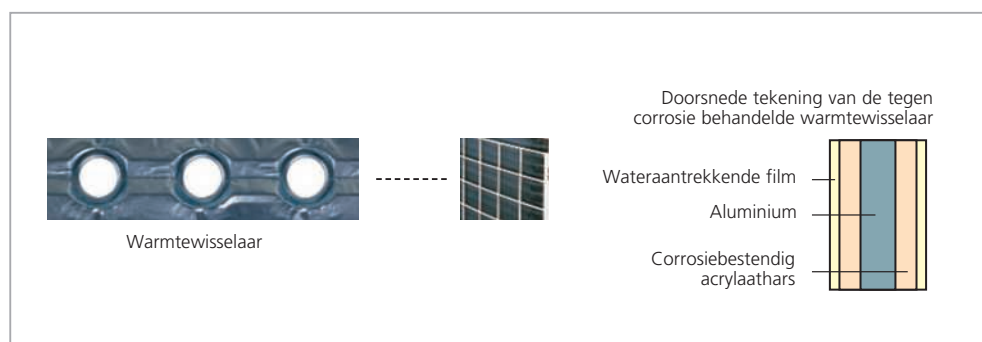 Doorsnede tekening van de tegen
corrosie behandelde warmtewisselaar
Wateraantrekkende film
Aluminium
Corrosiebestendig
acrylaathars
Warmtewisselaar